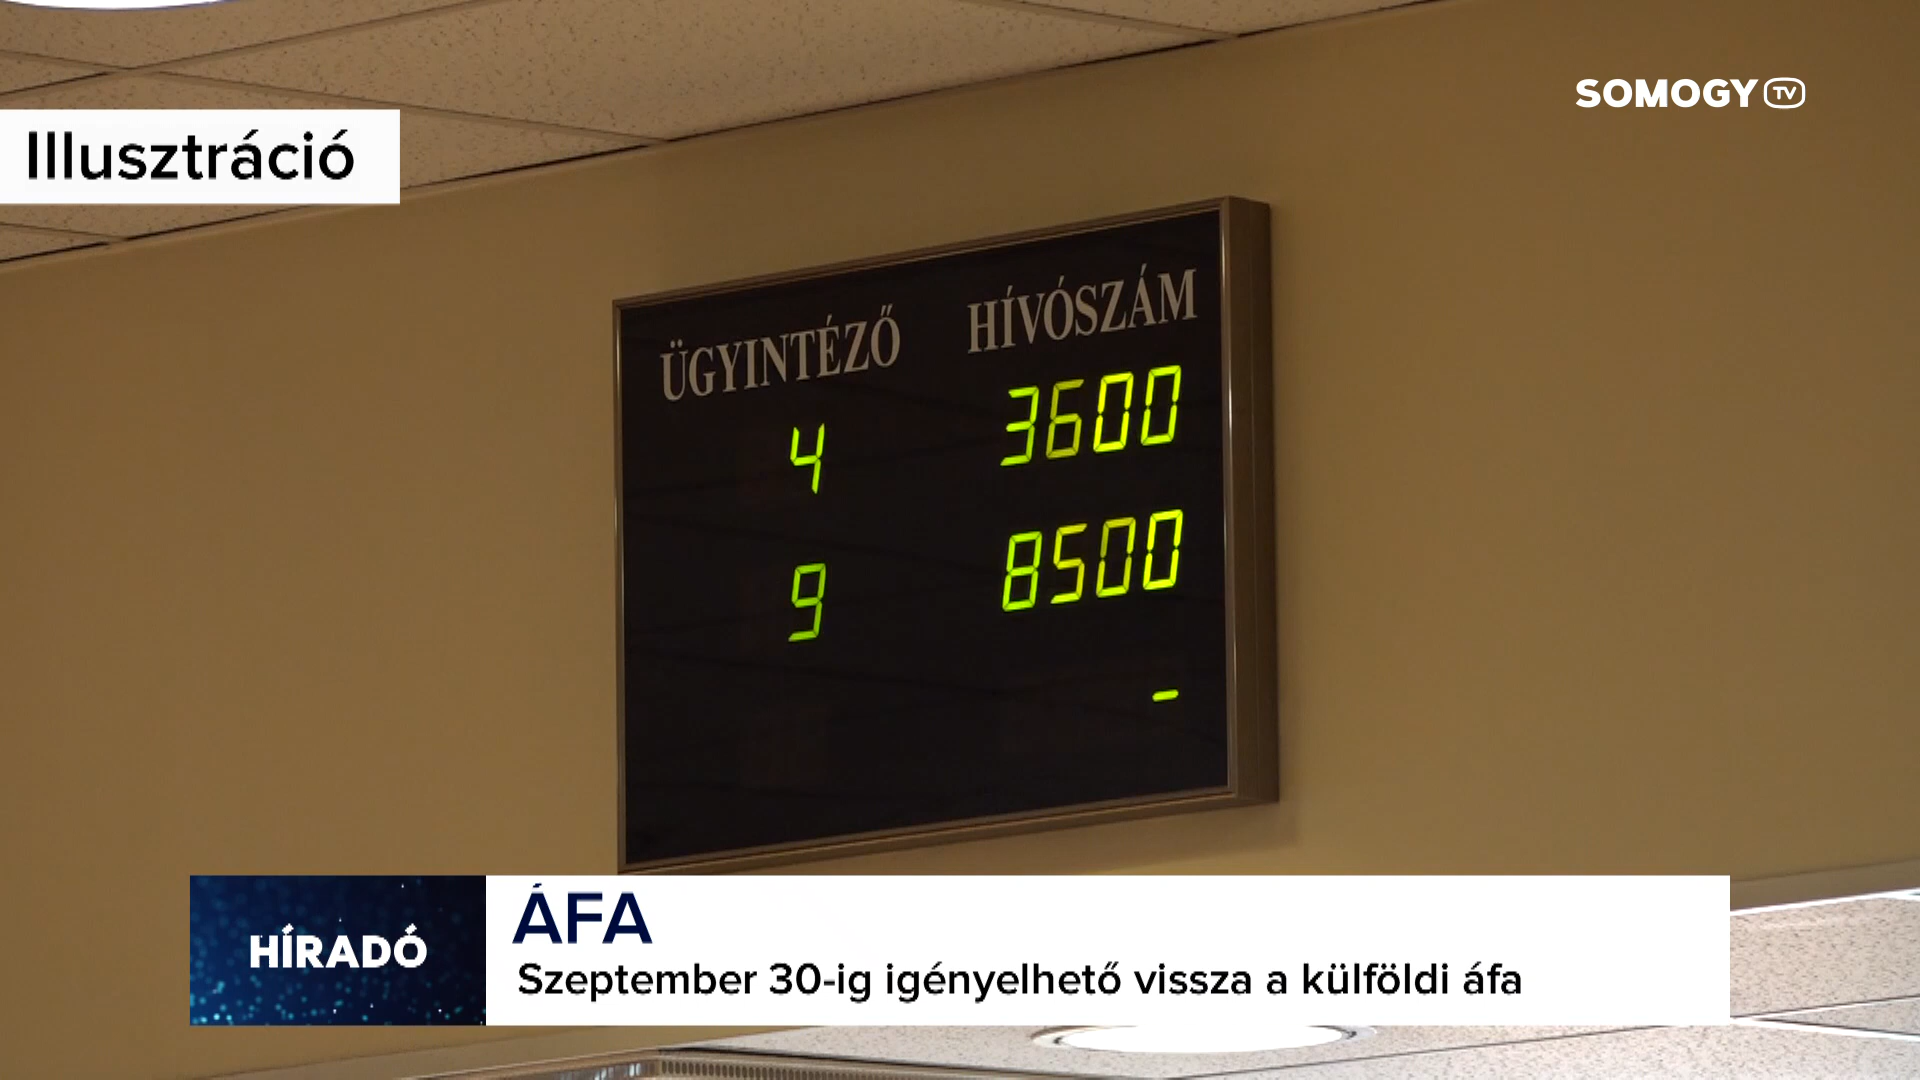 SOMOGY TV
Illusztráció
ÜGYINTÉZŐ HÍVÓSZÁM
4 3600
9 8500
-
HÍRADÓ
ÁFA
Szeptember 30-ig igényelhető vissza a külföldi áfa